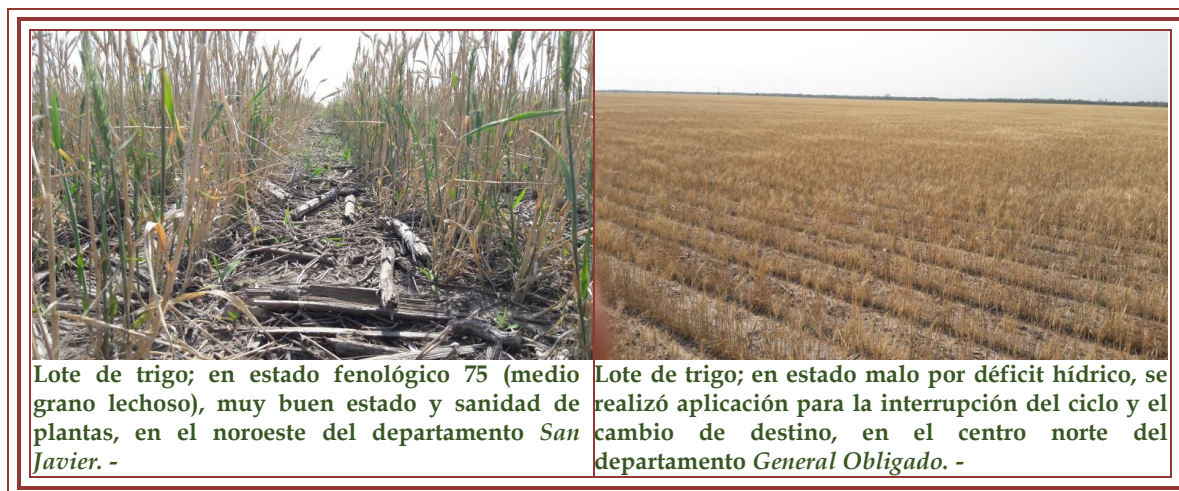 Lote de trigo; en estado fenológico 75 (medio
grano lechoso), muy buen estado y sanidad de
plantas, en el noroeste del departamento San
Javier. -
Lote de trigo; en estado malo por déficit hídrico, se
realizó aplicación para la interrupción del ciclo y el
cambio de destino, en el centro norte del
departamento General Obligado. -